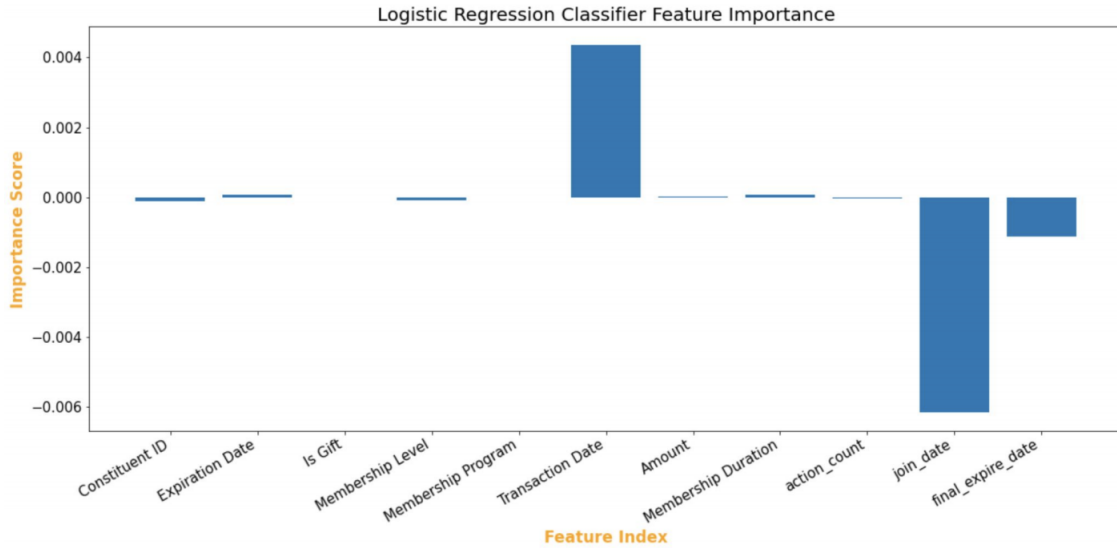 Logistic Regression Classifier Feature Importance
Importance Score
0.004
0.002
0.000
−0.002
−0.004
−0.006
Constituent ID
Expiration Date
Is Gift
Membership Level
Membership Program
Transaction Date
Amount
Membership Duration
action_count
join_date
final_expire_date
Feature Index